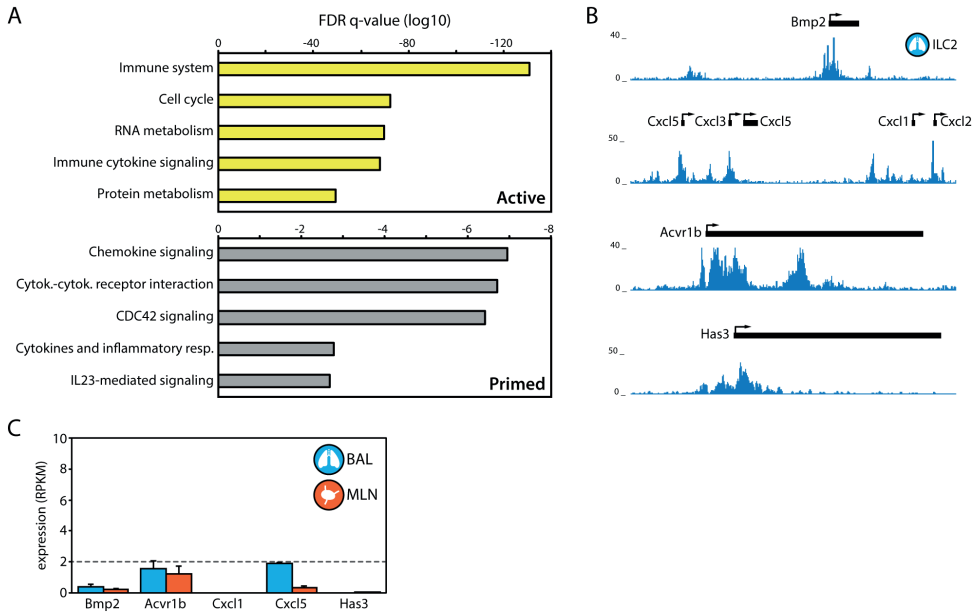 A
FDR q-value (log10)
0 -40 -80 -120
Immune system
Cell cycle
RNA metabolism
Immune cytokine signaling
Protein metabolism
Active
0 -2 -4 -6 -8
Chemokine signaling
Cytok.-cytok. receptor interaction
CDC42 signaling
Cytokines and inflammatory resp.
IL23-mediated signaling
Primed
B
Bmp2
ILC2
40
0
Cxcl5 Cxcl3 Cxcl5 Cxcl1 Cxcl2
50
0
Acvr1b
40
0
Has3
50
0
C
expression (RPKM)
10
8
6
4
2
0
BAL
MLN
Bmp2 Acvr1b Cxcl1 Cxcl5 Has3